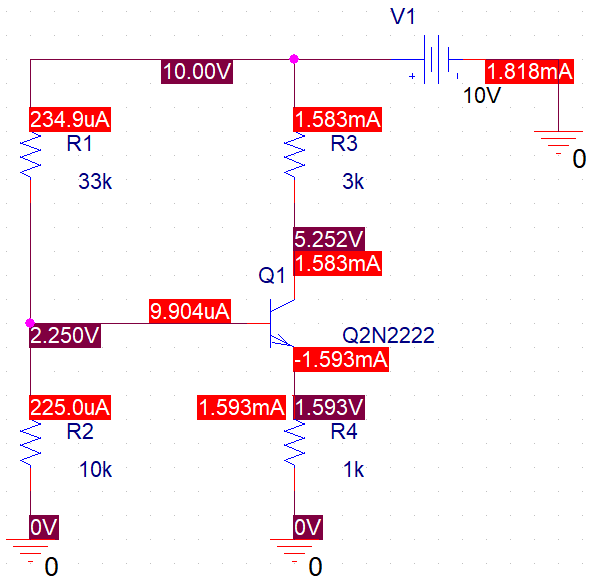 V1
10.00V
1.818mA
10V
0
234.9uA
R1
33k
1.583mA
R3
3k
5.252V
1.583mA
Q1
9.904uA
2.250V
Q2N2222
-1.593mA
225.0uA
R2
10k
1.593mA
1.593V
R4
1k
0V
0
0V
0